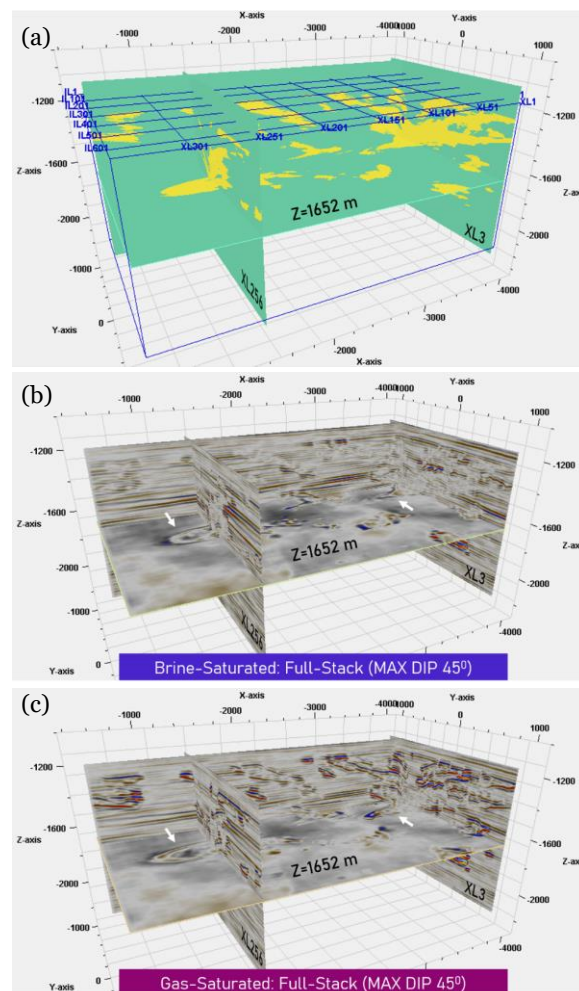 (a)
X-axis
Y-axis
-1000
-2000
-3000
-4000
0
1000
-1200
IL1
IL101
IL201
IL301
IL401
IL501
IL601
XL301
XL251
XL201
XL151
XL101
XL51
XL1
-1200
-1600
Z-axis
-2000
Z=1652 m
-1600
-2000
XL256
XL3
-1000
Y-axis
0
-4000
-3000
-2000
X-axis
(b)
X-axis
Y-axis
-1000
-2000
-3000
-4000
0
1000
-1200
-1200
Z-axis
-1600
-1600
-2000
Z=1652 m
-2000
XL3
-1000
XL256
-4000
Y-axis
0
Brine-Saturated: Full-Stack (MAX DIP 45⁰)
(c)
X-axis
Y-axis
-1000
-2000
-3000
-4000
0
1000
-1200
-1200
Z-axis
-1600
-1600
-2000
Z=1652 m
-2000
XL3
-1000
XL256
-4000
Y-axis
0
Gas-Saturated: Full-Stack (MAX DIP 45⁰)